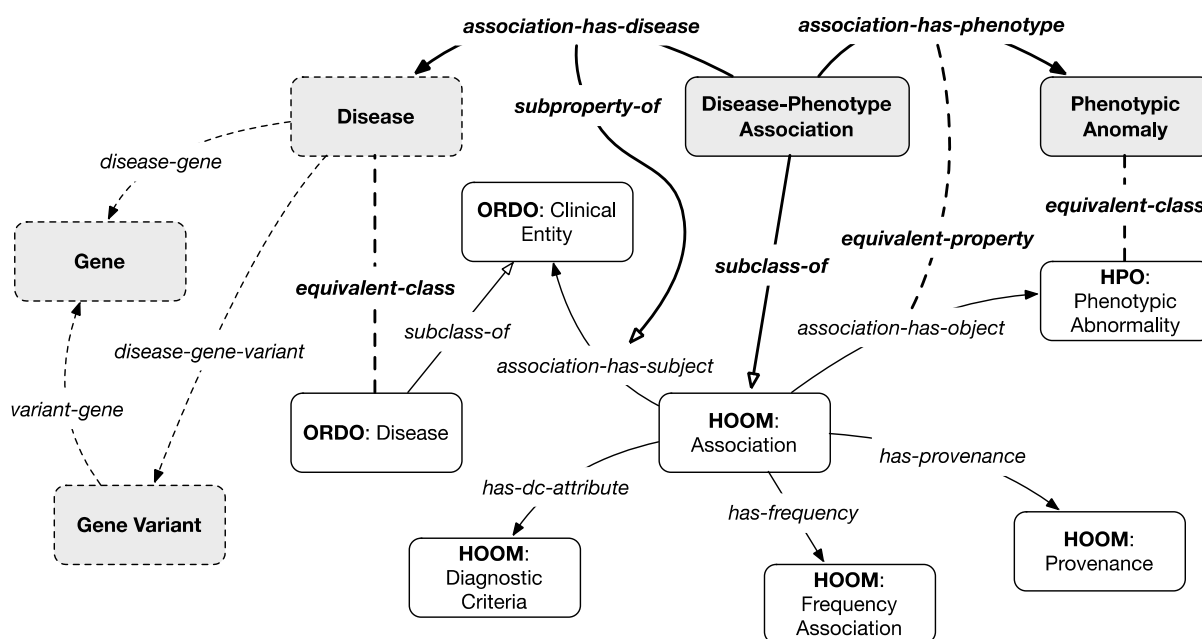 association-has-disease
association-has-phenotype
Disease
subproperty-of
Disease-Phenotype
Association
Phenotypic
Anomaly
disease-gene
ORDO: Clinical
Entity
equivalent-class
Gene
equivalent-property
subclass-of
HPO:
Phenotypic
Abnormality
equivalent-class
subclass-of
association-has-object
disease-gene-variant
association-has-subject
variant-gene
ORDO: Disease
HOOM:
Association
has-provenance
has-dc-attribute
has-frequency
Gene Variant
HOOM:
Diagnostic
Criteria
HOOM:
Provenance
HOOM:
Frequency
Association